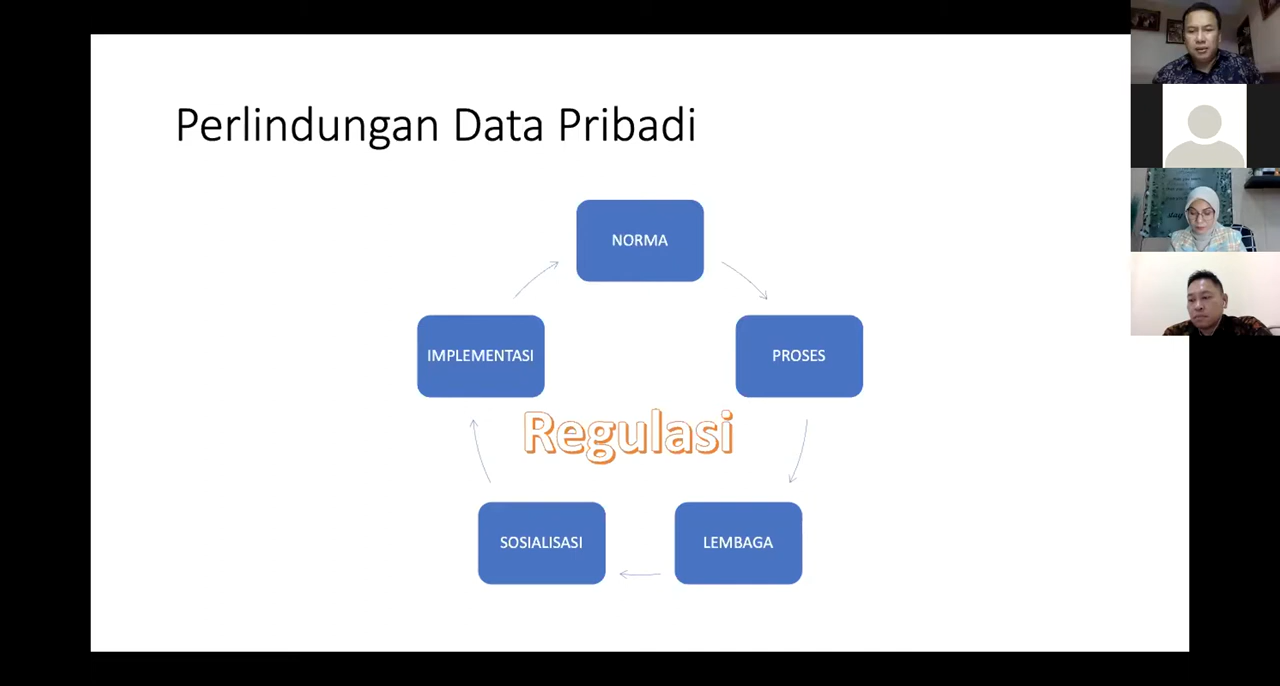 Perlindungan Data Pribadi
NORMA
PROSES
LEMBAGA
SOSIALISASI
IMPLEMENTASI
Regulasi